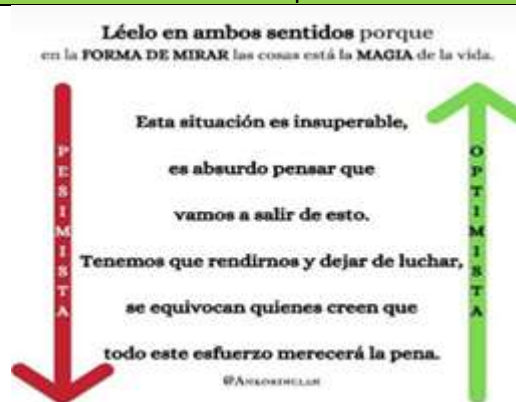 Léelo en ambos sentidos porque
en la FORMA DE MIRAR las cosas está la MAGIA de la vida.
Esta situación es insuperable,
es absurdo pensar que
vamos a salir de esto.
Tenemos que rendirnos y dejar de luchar,
se equivocan quienes creen que
todo este esfuerzo merecerá la pena.
PESIMISTA
OPTIMISTA